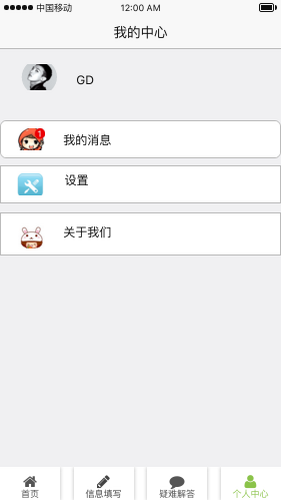 中国移动 12:00 AM
我的中心
GD
1
我的消息
设置
关于我们
首页 信息填写 疑难解答 个人中心